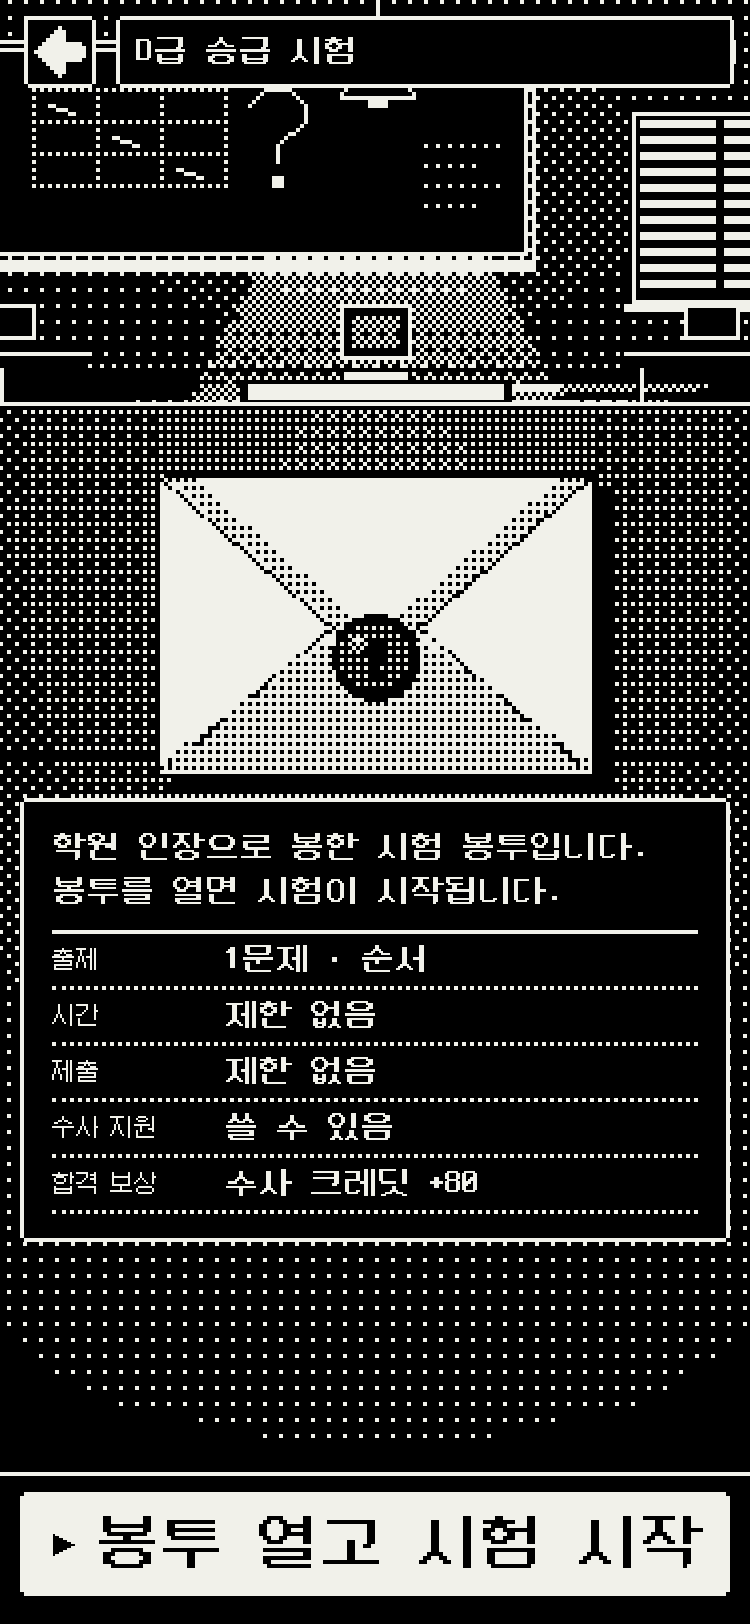 D급 승급 시험
?
학원 인장으로 봉한 시험 봉투입니다.
봉투를 열면 시험이 시작됩니다.
출제 1문제 · 순서
시간 제한 없음
제출 제한 없음
수사 지원 쓸 수 있음
합격 보상 수사 크레딧 +80
▶ 봉투 열고 시험 시작